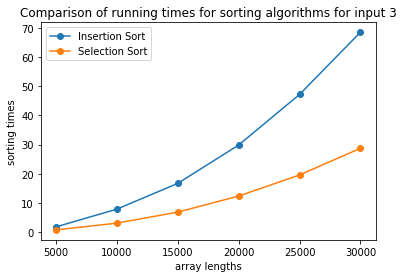 Comparison of running times for sorting algorithms for input 3
Insertion Sort
Selection Sort
70
60
50
40
30
20
10
0
sorting times
5000 10000 15000 20000 25000 30000
array lengths